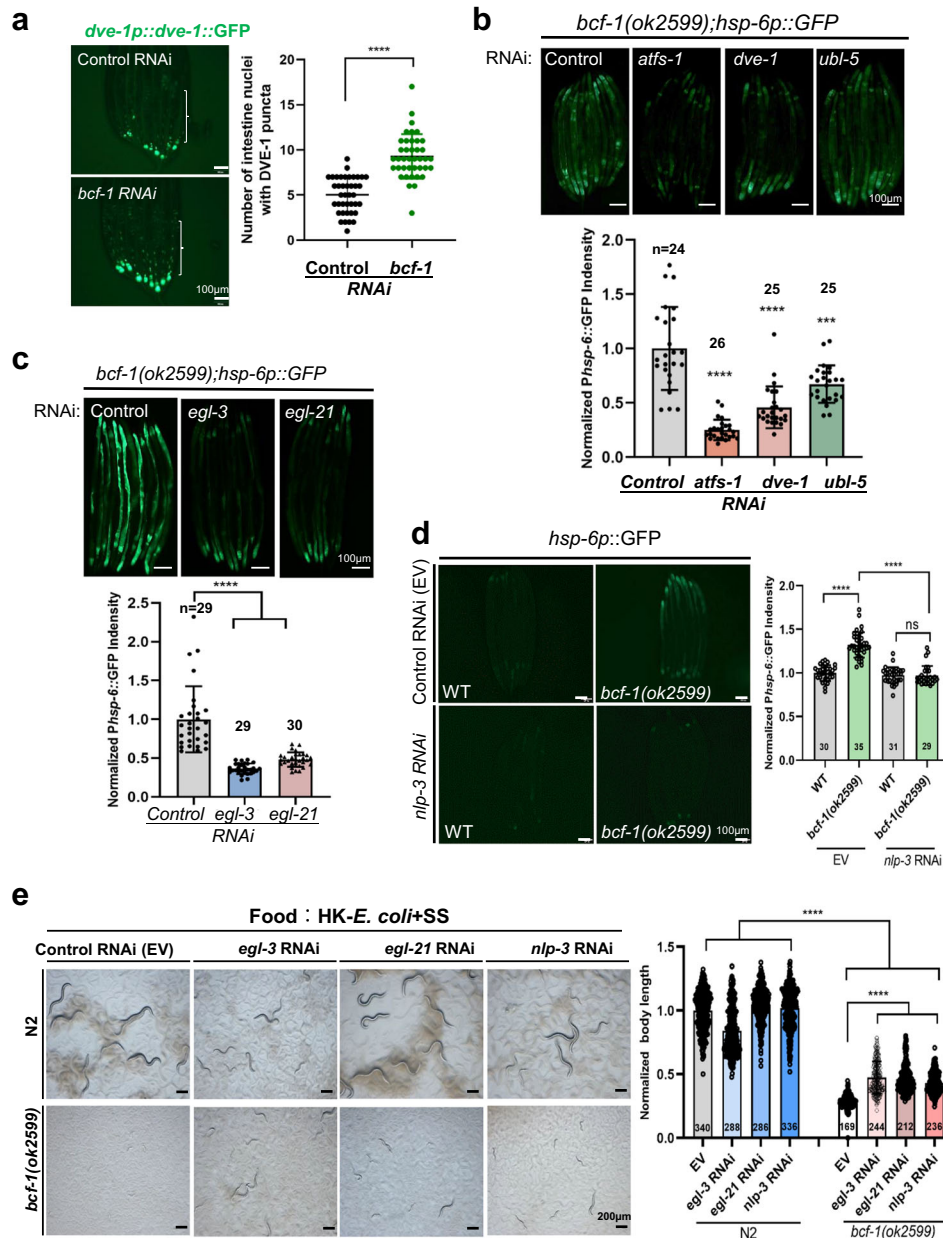 a
dve-1p::dve-1::GFP
Control RNAi
bcf-1 RNAi
100µm
****
Number of intestine nuclei
with DVE-1 puncta
20
15
10
5
0
Control bcf-1
RNAi
b
bcf-1(ok2599);hsp-6p::GFP
RNAi: Control atfs-1 dve-1 ubl-5
100µm
Normalized Phsp-6::GFP Indensity
2.0
1.5
1.0
0.5
0.0
n=24
26
****
25
****
25
***
Control atfs-1 dve-1 ubl-5
RNAi
c
bcf-1(ok2599);hsp-6p::GFP
RNAi: Control egl-3 egl-21
100µm
Normalized Phsp-6::GFP Indensity
2.5
2.0
1.5
1.0
0.5
0.0
****
n=29
29
30
Control egl-3 egl-21
RNAi
d
hsp-6p::GFP
Control RNAi (EV)
WT
bcf-1(ok2599)
nlp-3 RNAi
WT
bcf-1(ok2599)
100µm
Normalized Phsp-6::GFP Indensity
2.0
1.5
1.0
0.5
0.0
****
****
ns
30
35
31
29
WT
bcf-1(ok2599)
WT
bcf-1(ok2599)
EV
nlp-3 RNAi
e
Food：HK-E. coli+SS
Control RNAi (EV) egl-3 RNAi egl-21 RNAi nlp-3 RNAi
N2
bcf-1(ok2599)
200µm
Normalized body length
1.5
1.0
0.5
0.0
****
****
340
288
286
336
169
244
212
236
EV
egl-3 RNAi
egl-21 RNAi
nlp-3 RNAi
EV
egl-3 RNAi
egl-21 RNAi
nlp-3 RNAi
N2
bcf-1(ok2599)